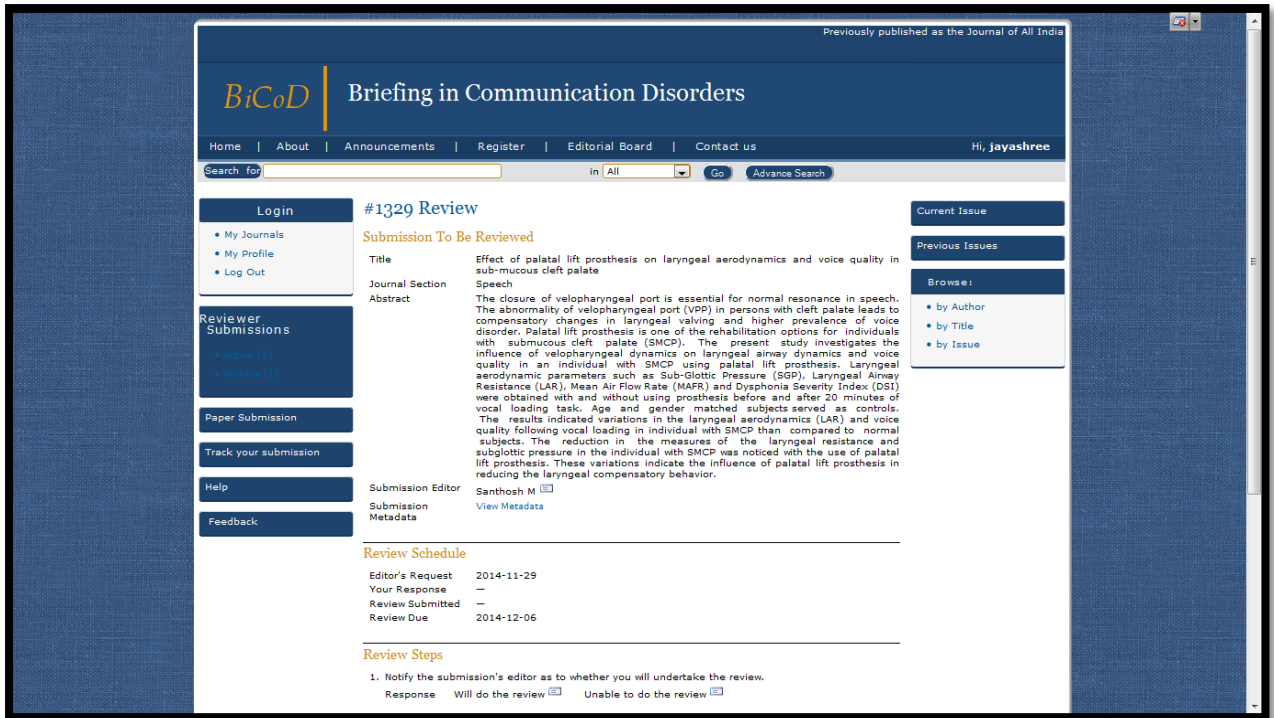 Previously published as the Journal of All India
BiCoD
Briefing in Communication Disorders
Home | About | Announcements | Register | Editorial Board | Contact us
Hi, jayashree
Search for in All Go Advance Search
Login
• My Journals
• My Profile
• Log Out
Reviewer
Submissions
• Active (1)
• Archive (1)
Paper Submission
Track your submission
Help
Feedback
#1329 Review
Submission To Be Reviewed
Title Effect of palatal lift prosthesis on laryngeal aerodynamics and voice quality in
sub-mucous cleft palate
Journal Section Speech
Abstract The closure of velopharyngeal port is essential for normal resonance in speech.
The abnormality of velopharyngeal port (VPP) in persons with cleft palate leads to
compensatory changes in laryngeal valving and higher prevalence of voice
disorder. Palatal lift prosthesis is one of the rehabilitation options for individuals
with submucous cleft palate (SMCP). The present study investigates the
influence of velopharyngeal dynamics on laryngeal airway dynamics and voice
quality in an individual with SMCP using palatal lift prosthesis. Laryngeal
aerodynamic parameters such as Sub-Glottic Pressure (SGP), Laryngeal Airway
Resistance (LAR), Mean Air Flow Rate (MAFR) and Dysphonia Severity Index (DSI)
were obtained with and without using prosthesis before and after 20 minutes of
vocal loading task. Age and gender matched subjects served as controls.
The results indicated variations in the laryngeal aerodynamics (LAR) and voice
quality following vocal loading in individual with SMCP than compared to normal
subjects. The reduction in the measures of the laryngeal resistance and
subglottic pressure in the individual with SMCP was noticed with the use of palatal
lift prosthesis. These variations indicate the influence of palatal lift prosthesis in
reducing the laryngeal compensatory behavior.
Submission Editor Santhosh M
Submission View Metadata
Metadata
Review Schedule
Editor's Request 2014-11-29
Your Response —
Review Submitted —
Review Due 2014-12-06
Review Steps
1. Notify the submission's editor as to whether you will undertake the review.
Response Will do the review Unable to do the review
Current Issue
Previous Issues
Browse:
• by Author
• by Title
• by Issue